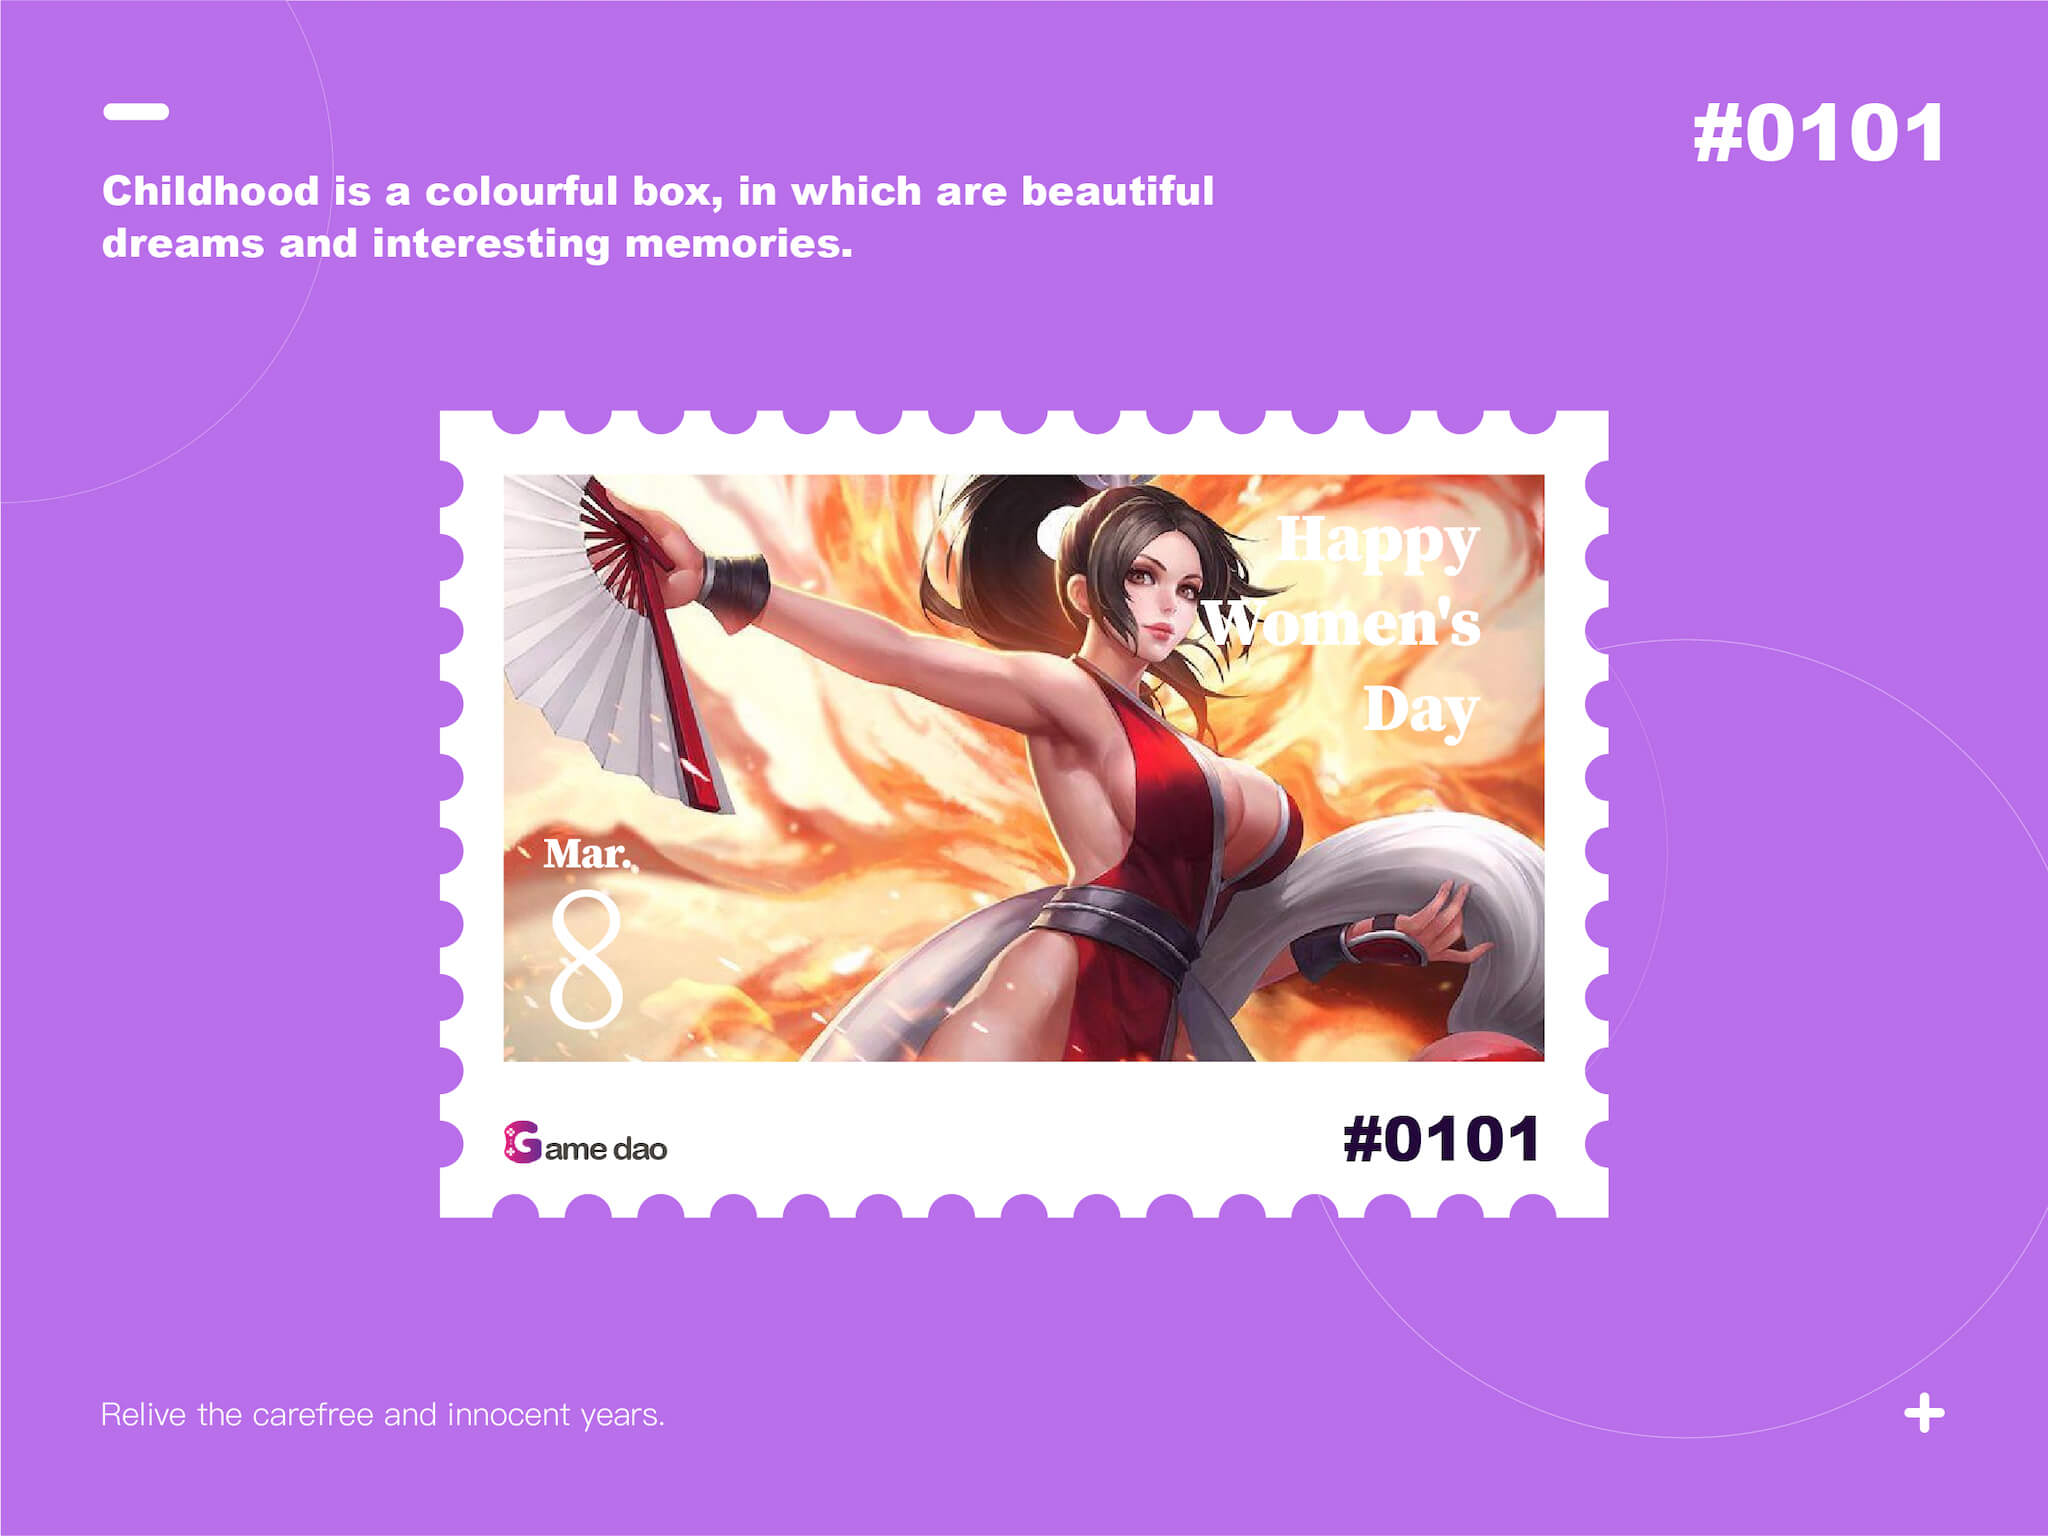 #0101
Childhood is a colourful box, in which are beautiful
dreams and interesting memories.
Happy
Women's
Day
Mar.
8
Game dao
#0101
Relive the carefree and innocent years.